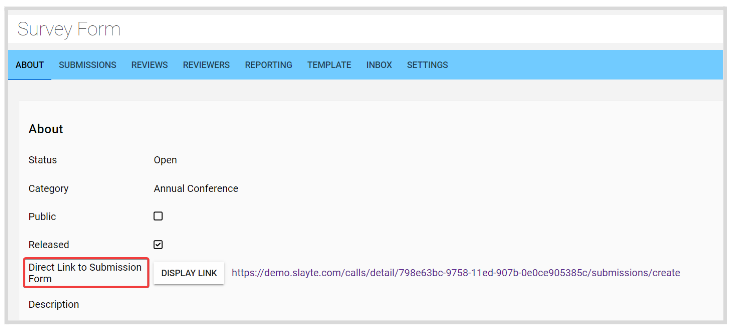 Survey Form
ABOUT SUBMISSIONS REVIEWS REVIEWERS REPORTING TEMPLATE INBOX SETTINGS
About
Status Open
Category Annual Conference
Public
Released
Direct Link to Submission
Form
DISPLAY LINK https://demo.slayte.com/calls/detail/798e63bc-9758-11ed-907b-0e0ce905385c/submissions/create
Description